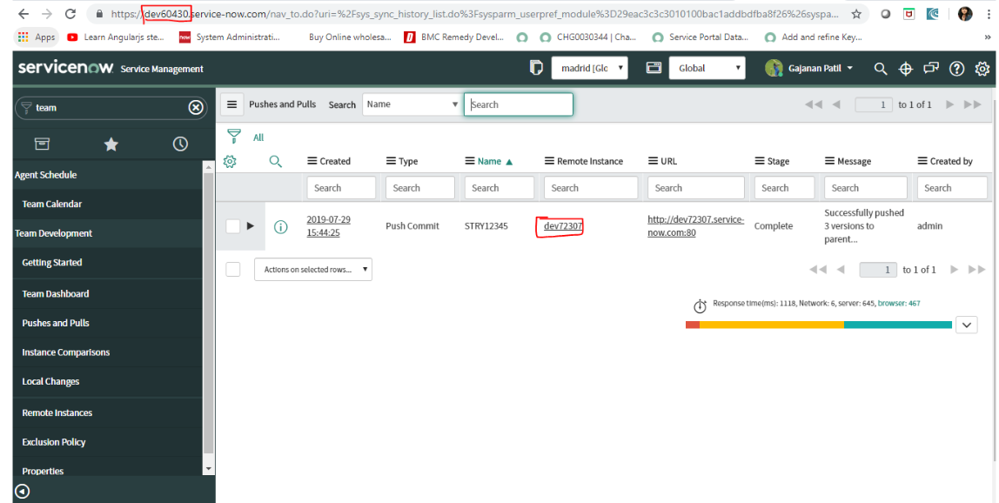 https://dev60430.service-now.com/nav_to.do?uri=%2Fsys_sync_history_list.do%3Fsysparm_userpref_module%3D29eac3c3c3010100bac1addbdfba8f26%26syspa...
Apps Learn Angularjs ste... now System Administrati... Buy Online wholesa... BMC Remedy Devel... CHG0030344 | Cha... Service Portal Data... Add and refine Key... »
servicenow Service Management madrid [Glo Global Gajanan Patil
team
Pushes and Pulls Search Name Search 1 to 1 of 1
All
Agent Schedule
Team Calendar
Team Development
Getting Started
Team Dashboard
Pushes and Pulls
Instance Comparisons
Local Changes
Remote Instances
Exclusion Policy
Properties
Created Type Name Remote Instance URL Stage Message Created by
Search Search Search Search Search Search Search Search
2019-07-29
15:44:25
Push Commit
STRY12345
dev72307
http://dev72307.service-
now.com:80
Complete
Successfully pushed
3 versions to
parent...
admin
Actions on selected rows... 1 to 1 of 1
Response time(ms): 1118, Network: 6, server: 645, browser: 467